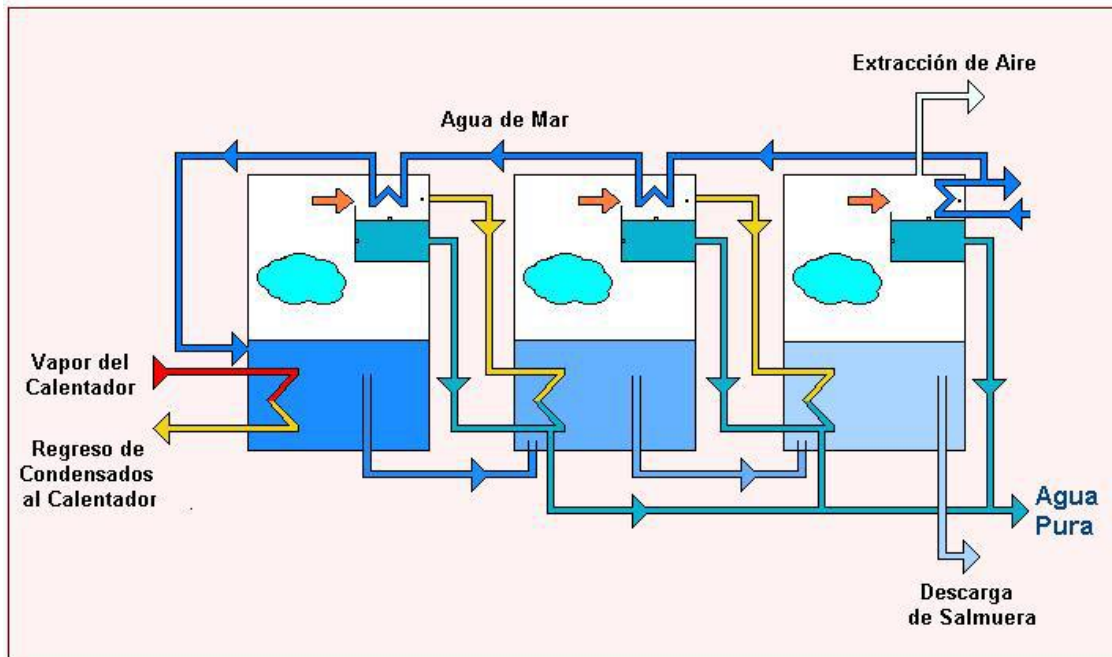 Extracción de Aire
Agua de Mar
Vapor del
Calentador
Regreso de
Condensados
al Calentador
Agua
Pura
Descarga
de Salmuera